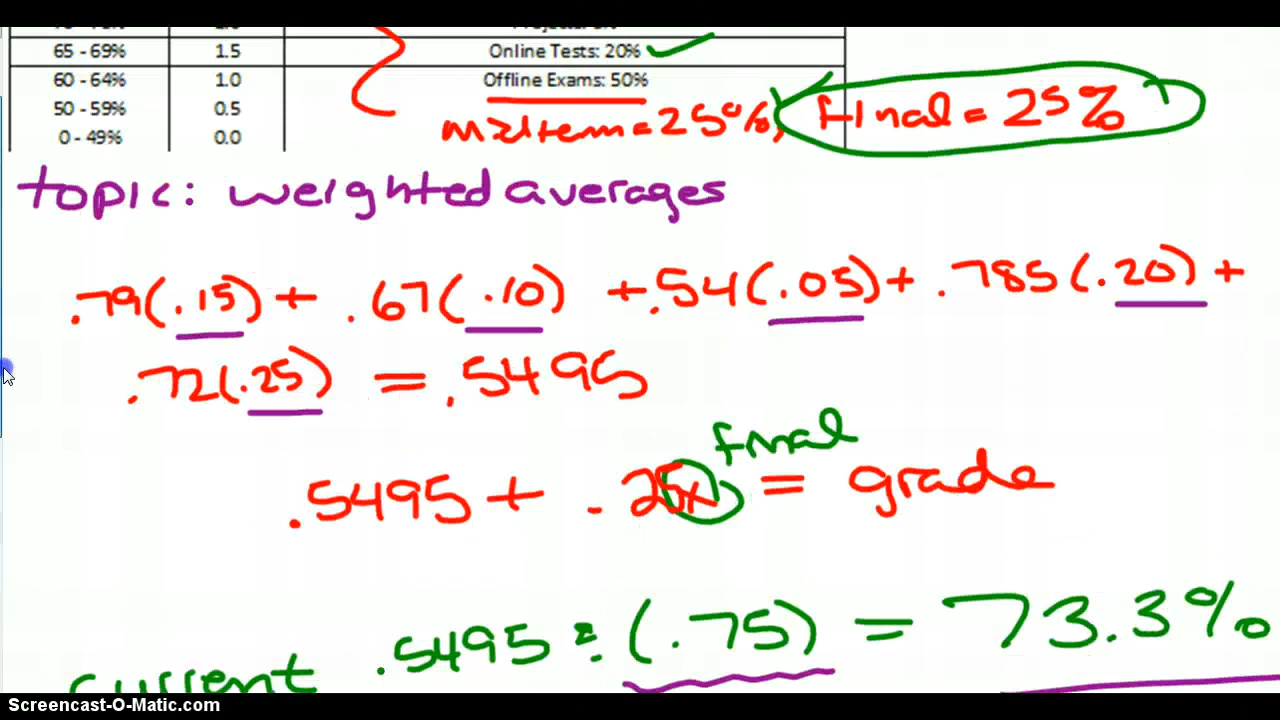 65 - 69% 1.5 Online Tests: 20%
60 - 64% 1.0 Offline Exams: 50%
50 - 59% 0.5
0 - 49% 0.0
midterm = 25%, final = 25%
topic: weighted averages
.79(.15) + .67(.10) + .54(.05) + .785(.20) +
.72(.25) = .5495
final
.5495 + .25x = grade
current .5495 ÷ (.75) = 73.3%
Screencast-O-Matic.com